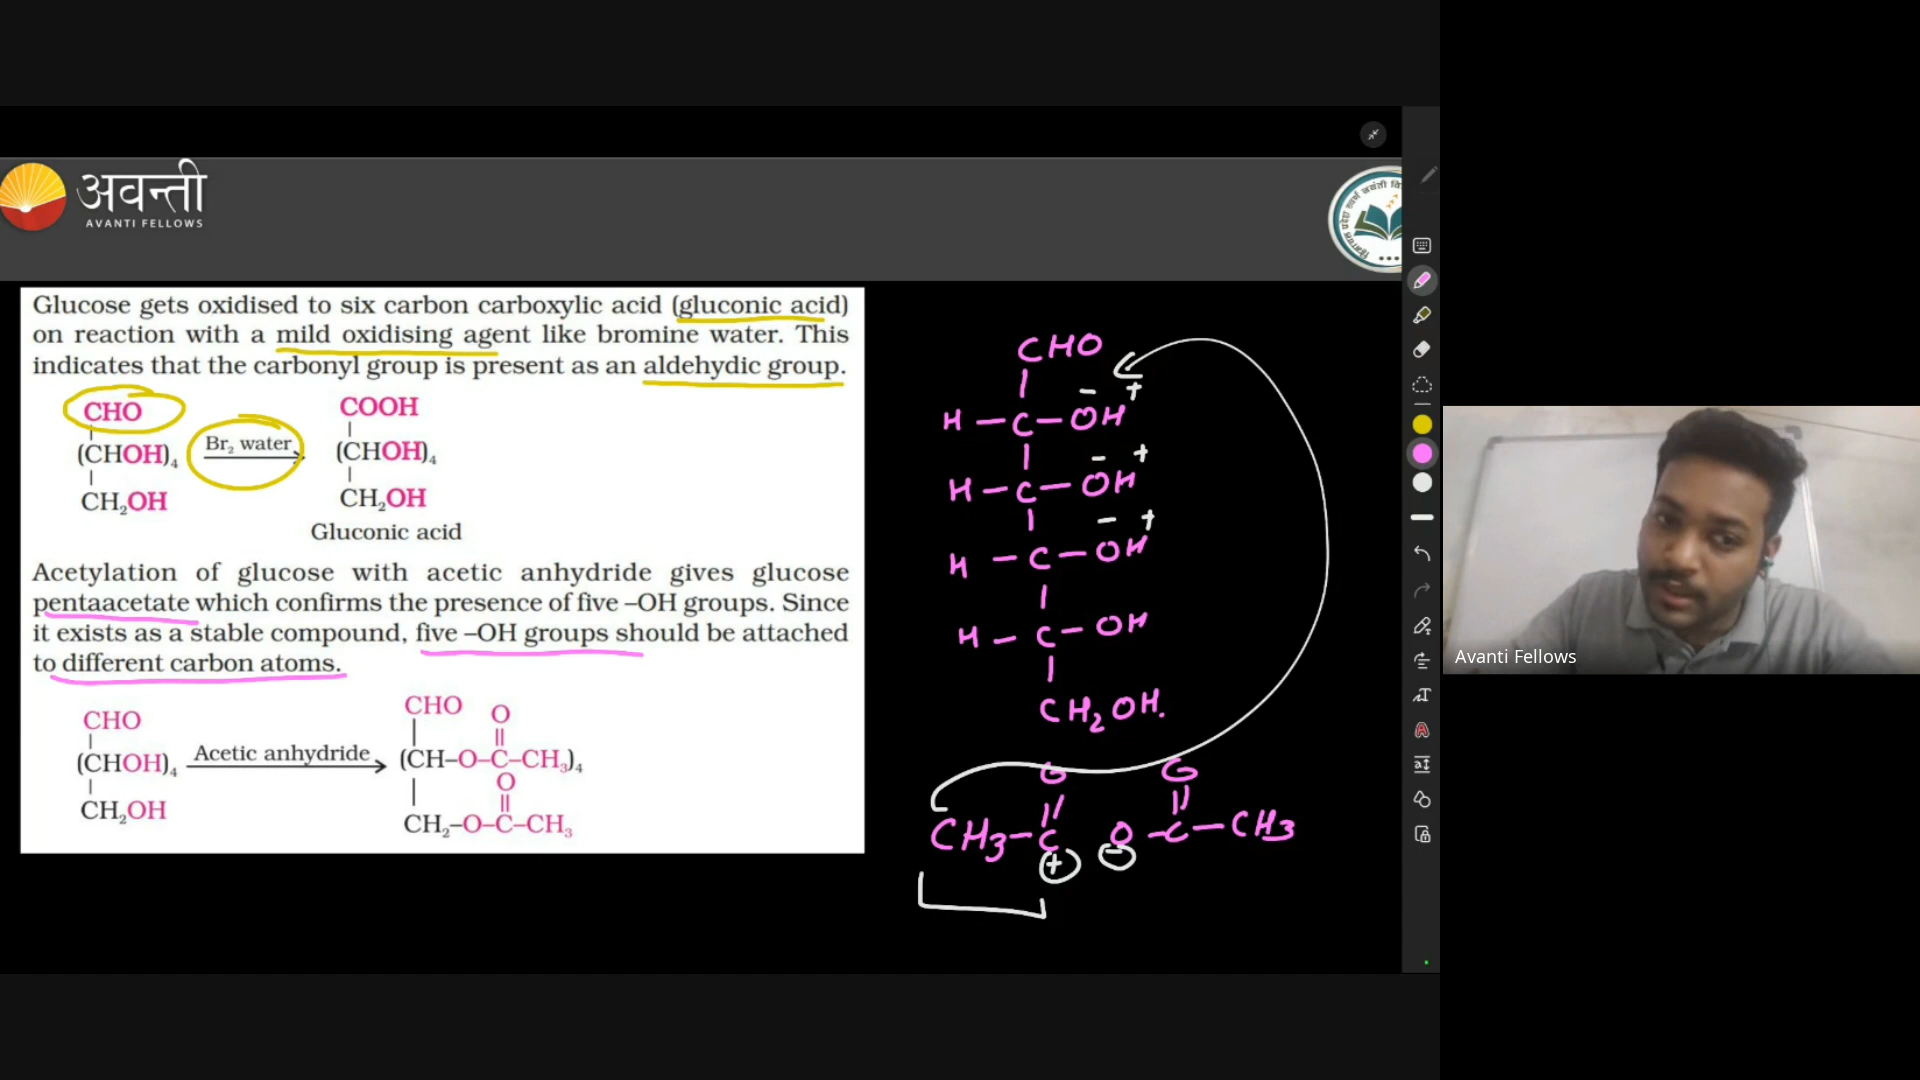 अवन्ती
AVANTI FELLOWS
Glucose gets oxidised to six carbon carboxylic acid (gluconic acid)
on reaction with a mild oxidising agent like bromine water. This
indicates that the carbonyl group is present as an aldehydic group.
CHO
(CHOH)₄
CH₂OH
Br₂ water
COOH
(CHOH)₄
CH₂OH
Gluconic acid
Acetylation of glucose with acetic anhydride gives glucose
pentaacetate which confirms the presence of five –OH groups. Since
it exists as a stable compound, five –OH groups should be attached
to different carbon atoms.
CHO
(CHOH)₄
CH₂OH
Acetic anhydride
CHO
O
||
(CH–O–C–CH₃)₄
O
||
CH₂–O–C–CH₃
CHO
|
- +
H – C – OH
|
- +
H – C – OH
|
- +
H – C – OH
|
H – C – OH
|
CH₂OH.
O O
|| ||
CH3–C O–C–CH3
+ –
Avanti Fellows